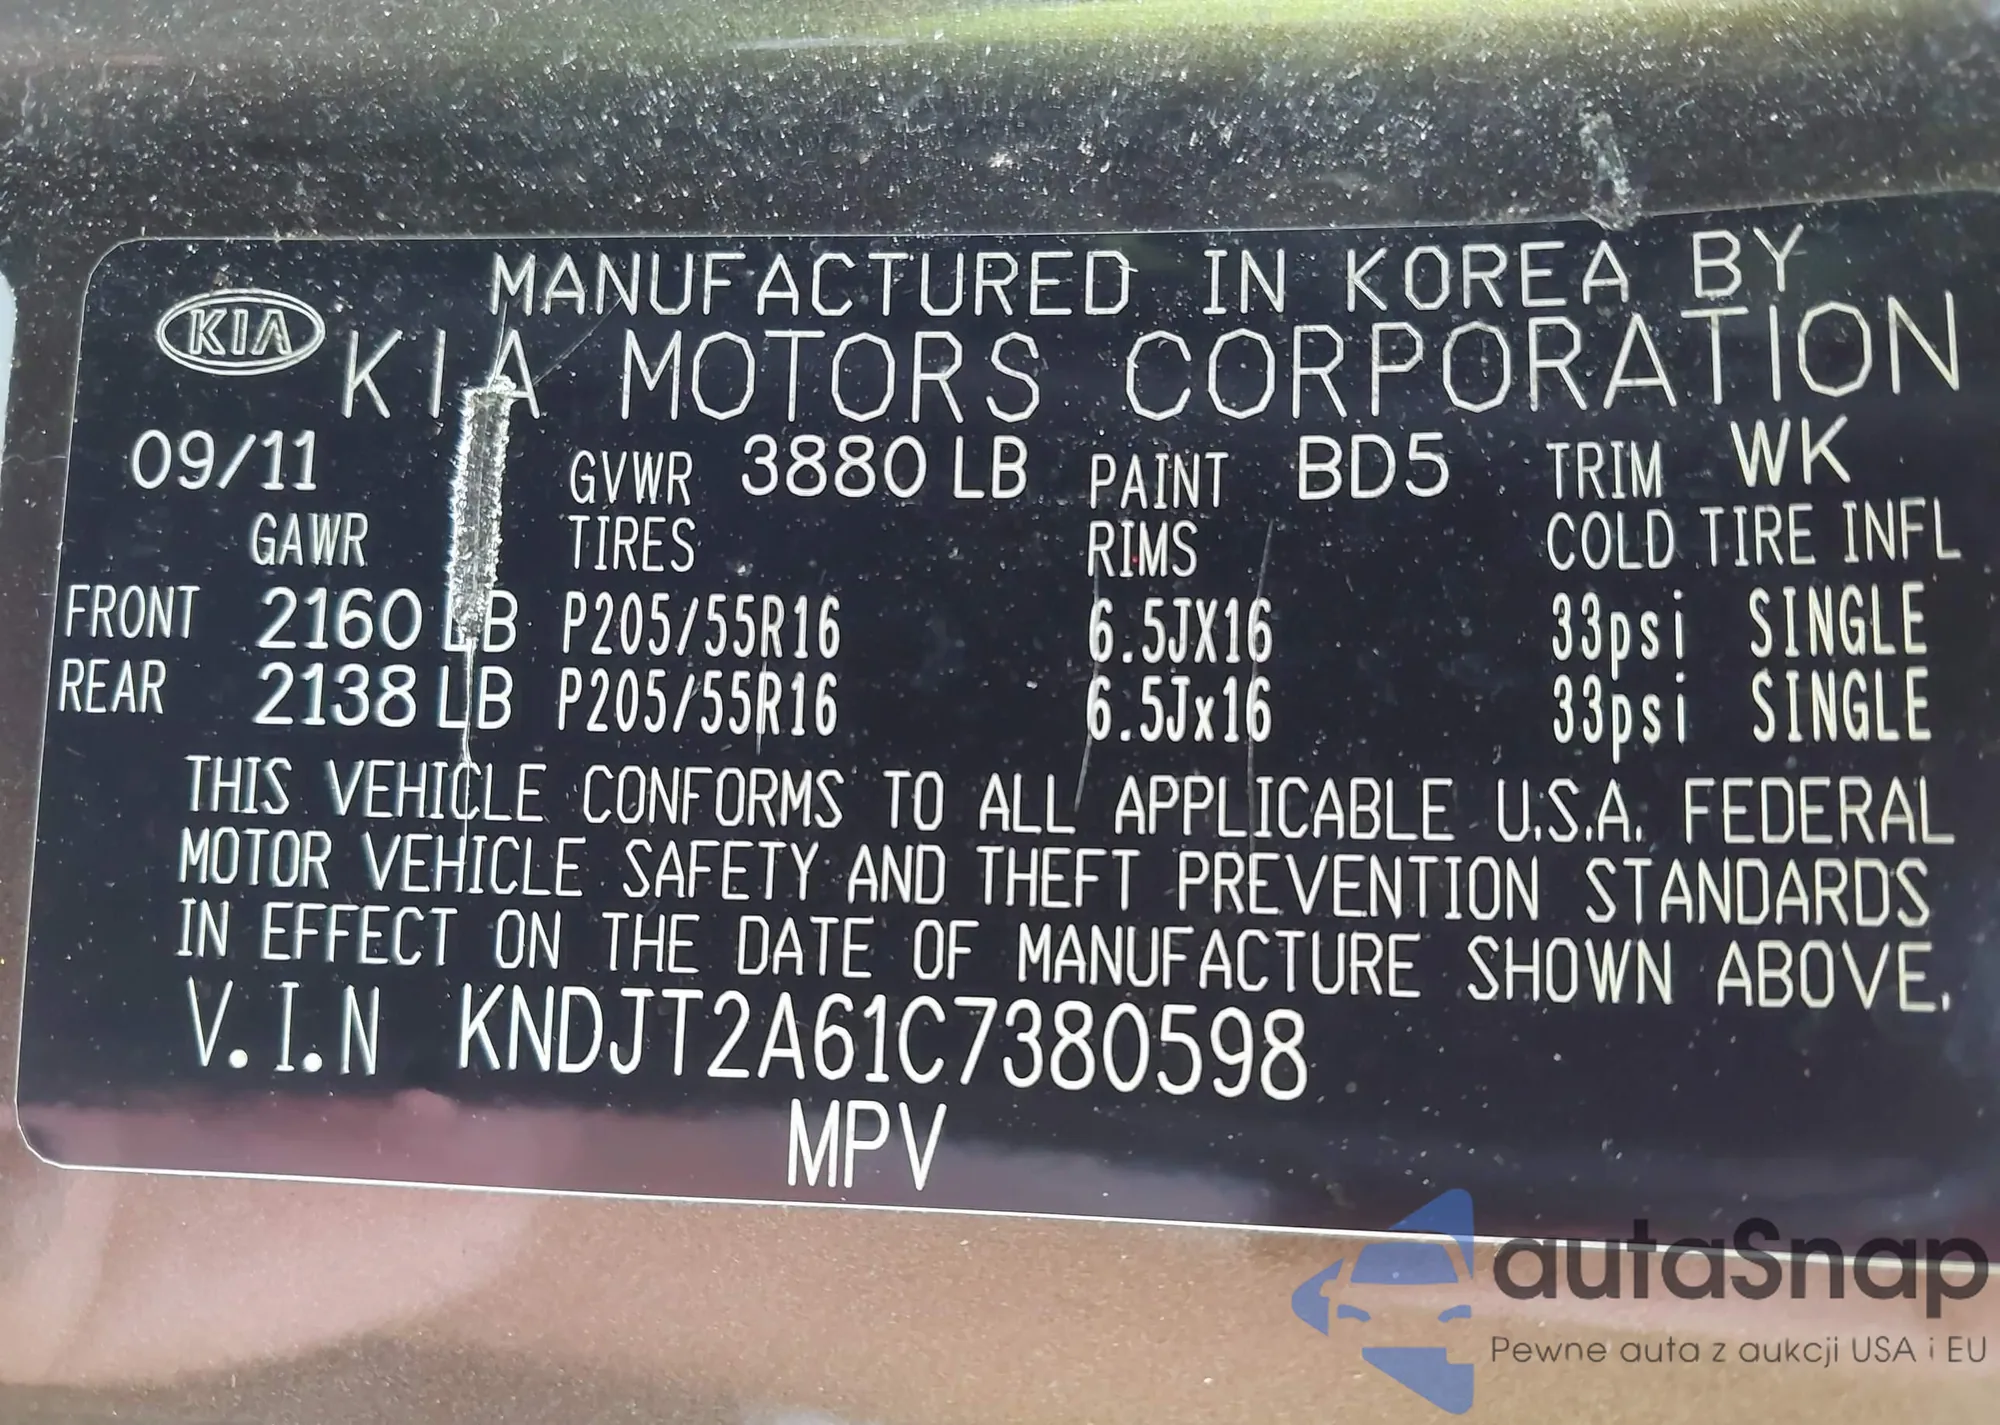 MANUFACTURED IN KOREA BY
KIA KIA MOTORS CORPORATION
09/11 GVWR 3880 LB PAINT BD5 TRIM WK
GAWR TIRES RIMS COLD TIRE INFL
FRONT 2160 LB P205/55R16 6.5JX16 33psi SINGLE
REAR 2138 LB P205/55R16 6.5Jx16 33psi SINGLE
THIS VEHICLE CONFORMS TO ALL APPLICABLE U.S.A. FEDERAL
MOTOR VEHICLE SAFETY AND THEFT PREVENTION STANDARDS
IN EFFECT ON THE DATE OF MANUFACTURE SHOWN ABOVE.
V.I.N KNDJT2A61C7380598
MPV
autaSnap
Pewne auta z aukcji USA i EU